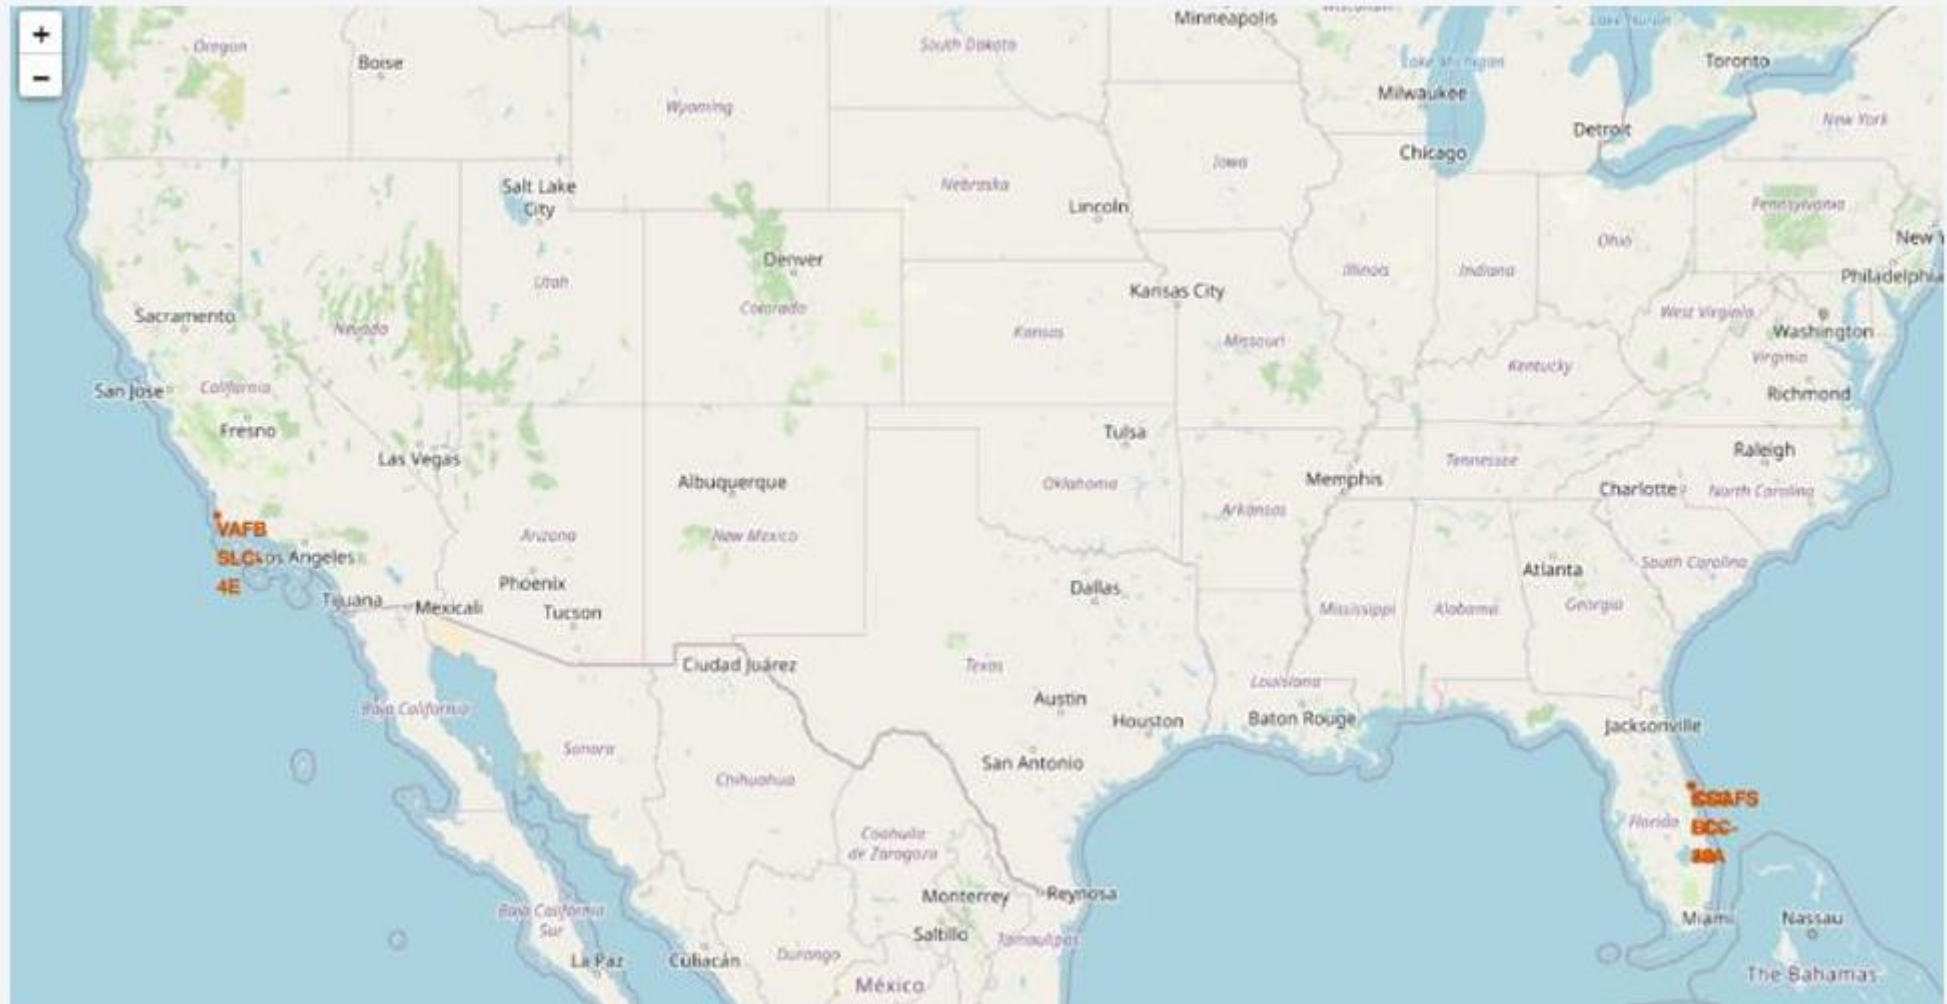 +
−
Minneapolis
Wisconsin
Lake Huron
Oregon
Boise
South Dakota
Lake Michigan
Toronto
Milwaukee
Wyoming
New York
Detroit
Chicago
Iowa
Salt Lake
City
Nebraska
Lincoln
Pennsylvania
New Y
Ohio
Denver
Illinois
Indiana
Philadelphia
Utah
Kansas City
Colorado
Sacramento
Nevada
Kansas
Missouri
West Virginia
Washington
Virginia
Kentucky
San Jose
California
Richmond
Fresno
Las Vegas
Tulsa
Raleigh
Tennessee
Albuquerque
Oklahoma
Memphis
Charlotte
North Carolina
Arkansas
VAFB
SLC-
4E
Los Angeles
Arizona
New Mexico
South Carolina
Atlanta
Phoenix
Dallas
Tijuana
Mexicali
Tucson
Mississippi
Alabama
Georgia
Ciudad Juárez
Texas
Louisiana
Baja California
Austin
Houston
Baton Rouge
Jacksonville
Sonora
San Antonio
Chihuahua
Florida
Coahuila
de Zaragoza
Monterrey
Reynosa
Baja California
Sur
Saltillo
Tamaulipas
Miami
Nassau
La Paz
Culiacán
Durango
México
The Bahamas